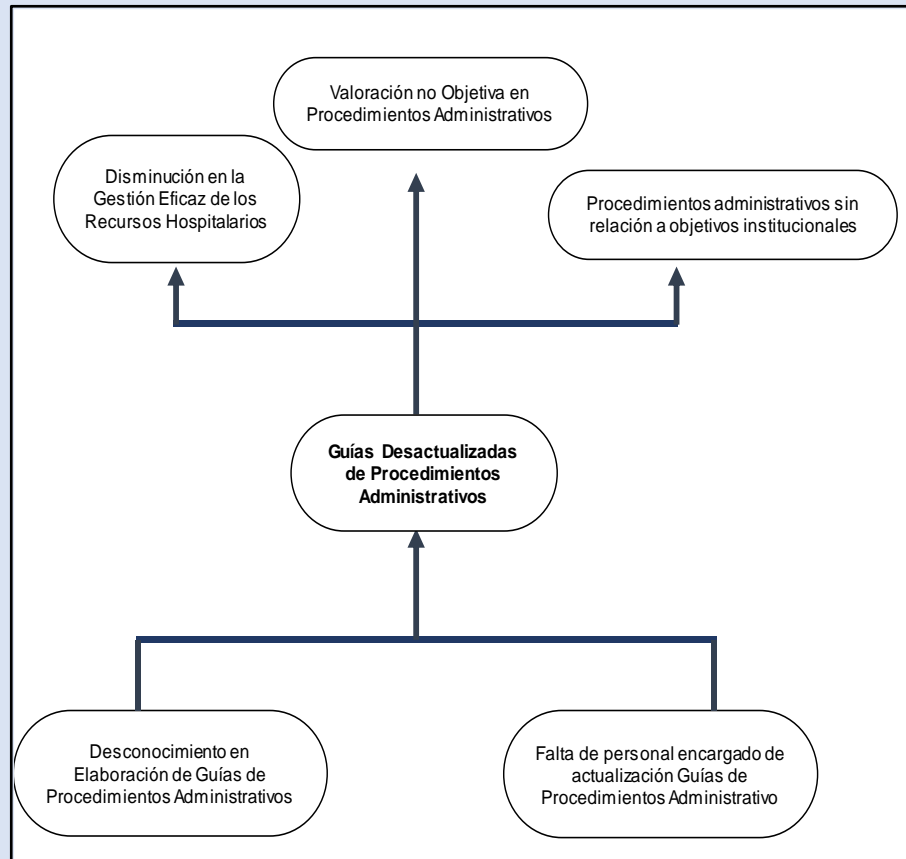 Valoración no Objetiva en
Procedimientos Administrativos
Disminución en la
Gestión Eficaz de los
Recursos Hospitalarios
Procedimientos administrativos sin
relación a objetivos institucionales
Guías Desactualizadas
de Procedimientos
Administrativos
Desconocimiento en
Elaboración de Guías de
Procedimientos Administrativos
Falta de personal encargado de
actualización Guías de
Procedimientos Administrativo